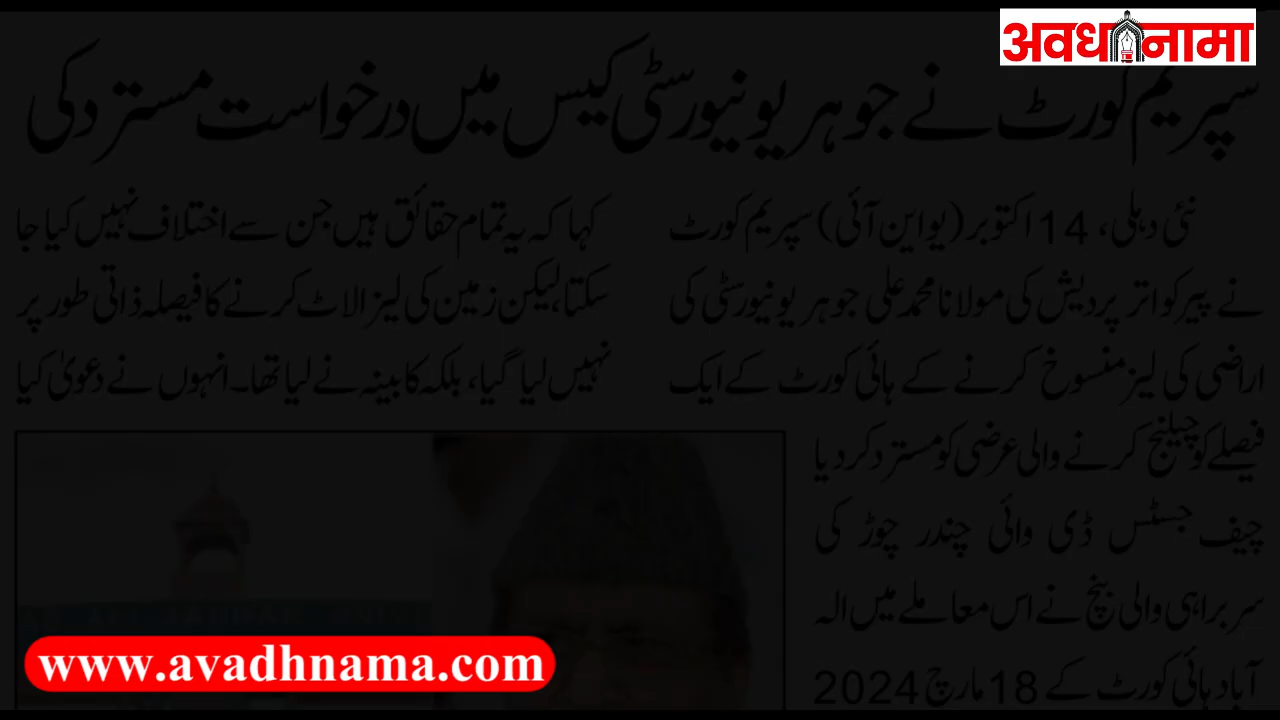 अवधनामा
سپریم کورٹ نے جوہر یونیورسٹی کیس میں درخواست مسترد کی
نئی دہلی، 14 اکتوبر (یو این آئی) سپریم کورٹ
نے پیر کو اتر پردیش کی مولانا محمد علی جوہر یونیورسٹی کی
اراضی کی لیز منسوخ کرنے کے ہائی کورٹ کے ایک
فیصلے کو چیلنج کرنے والی عرضی کو مسترد کر دیا
چیف جسٹس ڈی وائی چندر چوڑ کی
سربراہی والی بنچ نے اس معاملے میں الہ
آباد ہائی کورٹ کے 18 مارچ 2024
کہا کہ یہ تمام حقائق ہیں جن سے اختلاف نہیں کیا جا
سکتا، لیکن زمین کی لیز الاٹ کرنے کا فیصلہ ذاتی طور پر
نہیں لیا گیا، بلکہ کابینہ نے لیا تھا۔ انہوں نے دعویٰ کیا
www.avadhnama.com